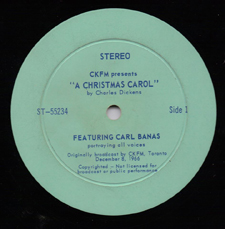 STEREO
CKFM presents
"A CHRISTMAS CAROL"
by Charles Dickens
ST-55234 Side 1
FEATURING CARL BANAS
portraying all voices
Originally broadcast by CKFM, Toronto
December 8, 1966
Copyrighted - Not licensed for
broadcast or public performance